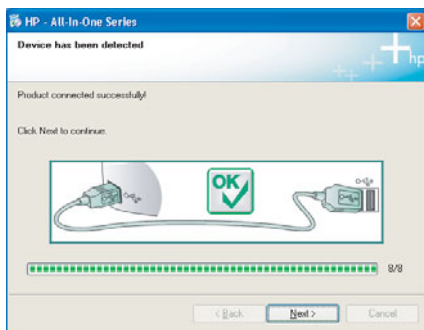 HP - All-In-One Series
Device has been detected
hp
Product connected successfully!
Click Next to continue.
OK
8/8
< Back
Next >
Cancel